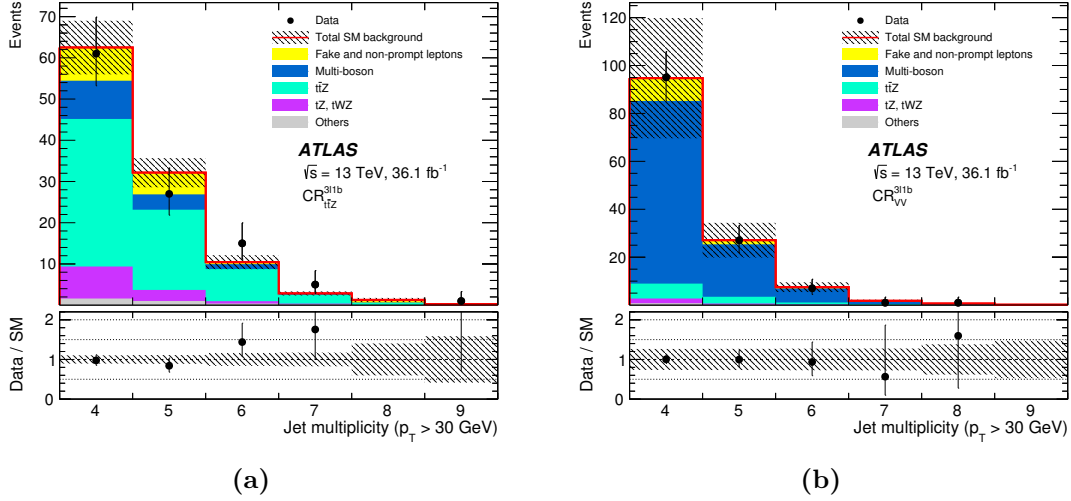 Events
70
60
50
40
30
20
10
Data
Total SM background
Fake and non-prompt leptons
Multi-boson
tt̄Z
tZ, tWZ
Others
ATLAS
√s = 13 TeV, 36.1 fb⁻¹
CR 3l1b tt̄Z
Data / SM
2
1
0
4 5 6 7 8 9
Jet multiplicity (p_T > 30 GeV)
(a)
Events
120
100
80
60
40
20
Data
Total SM background
Fake and non-prompt leptons
Multi-boson
tt̄Z
tZ, tWZ
Others
ATLAS
√s = 13 TeV, 36.1 fb⁻¹
CR 3l1b VV
Data / SM
2
1
0
4 5 6 7 8 9
Jet multiplicity (p_T > 30 GeV)
(b)